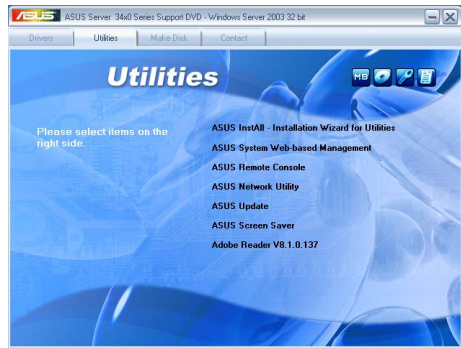 ASUS ASUS Server 34x0 Series Support DVD - Windows Server 2003 32 bit
Drivers Utilities Make Disk Contact
Utilities
MB
Please select items on the
right side.
ASUS InstAll - Installation Wizard for Utilities
ASUS System Web-based Management
ASUS Remote Console
ASUS Network Utility
ASUS Update
ASUS Screen Saver
Adobe Reader V8.1.0.137